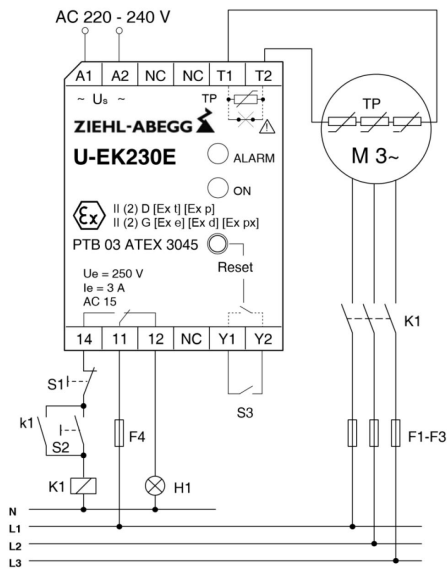 AC 220 - 240 V
A1 A2 NC NC T1 T2
~ Us ~
TP
TP
ZIEHL-ABEGG
M 3~
U-EK230E
ALARM
ON
Ex II (2) D [Ex t] [Ex p]
II (2) G [Ex e] [Ex d] [Ex px]
PTB 03 ATEX 3045
Reset
Ue = 250 V
Ie = 3 A
AC 15
K1
14 11 12 NC Y1 Y2
S1
S3
k1
S2
F4
F1-F3
K1
H1
N
L1
L2
L3